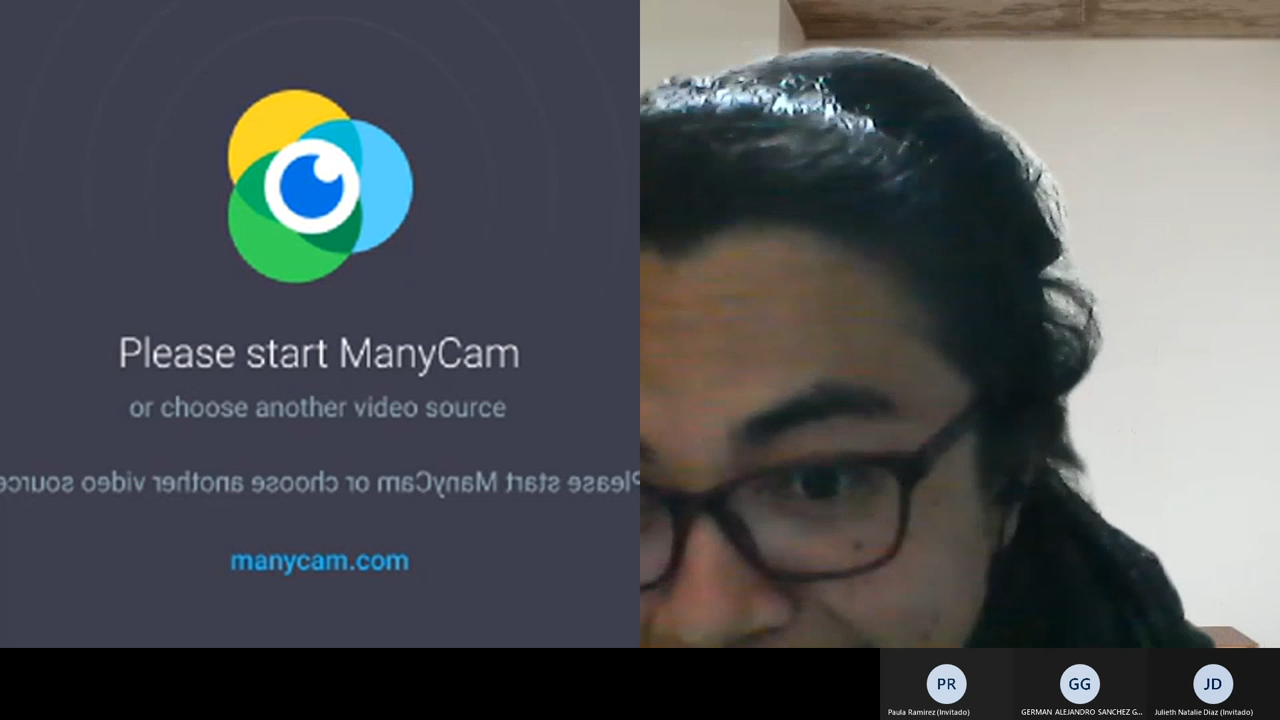 Please start ManyCam
or choose another video source
Please start ManyCam or choose another video source
manycam.com
PR
GG
JD
Paula Ramirez (Invitado)
GERMAN ALEJANDRO SANCHEZ G...
Julieth Natalie Diaz (Invitado)